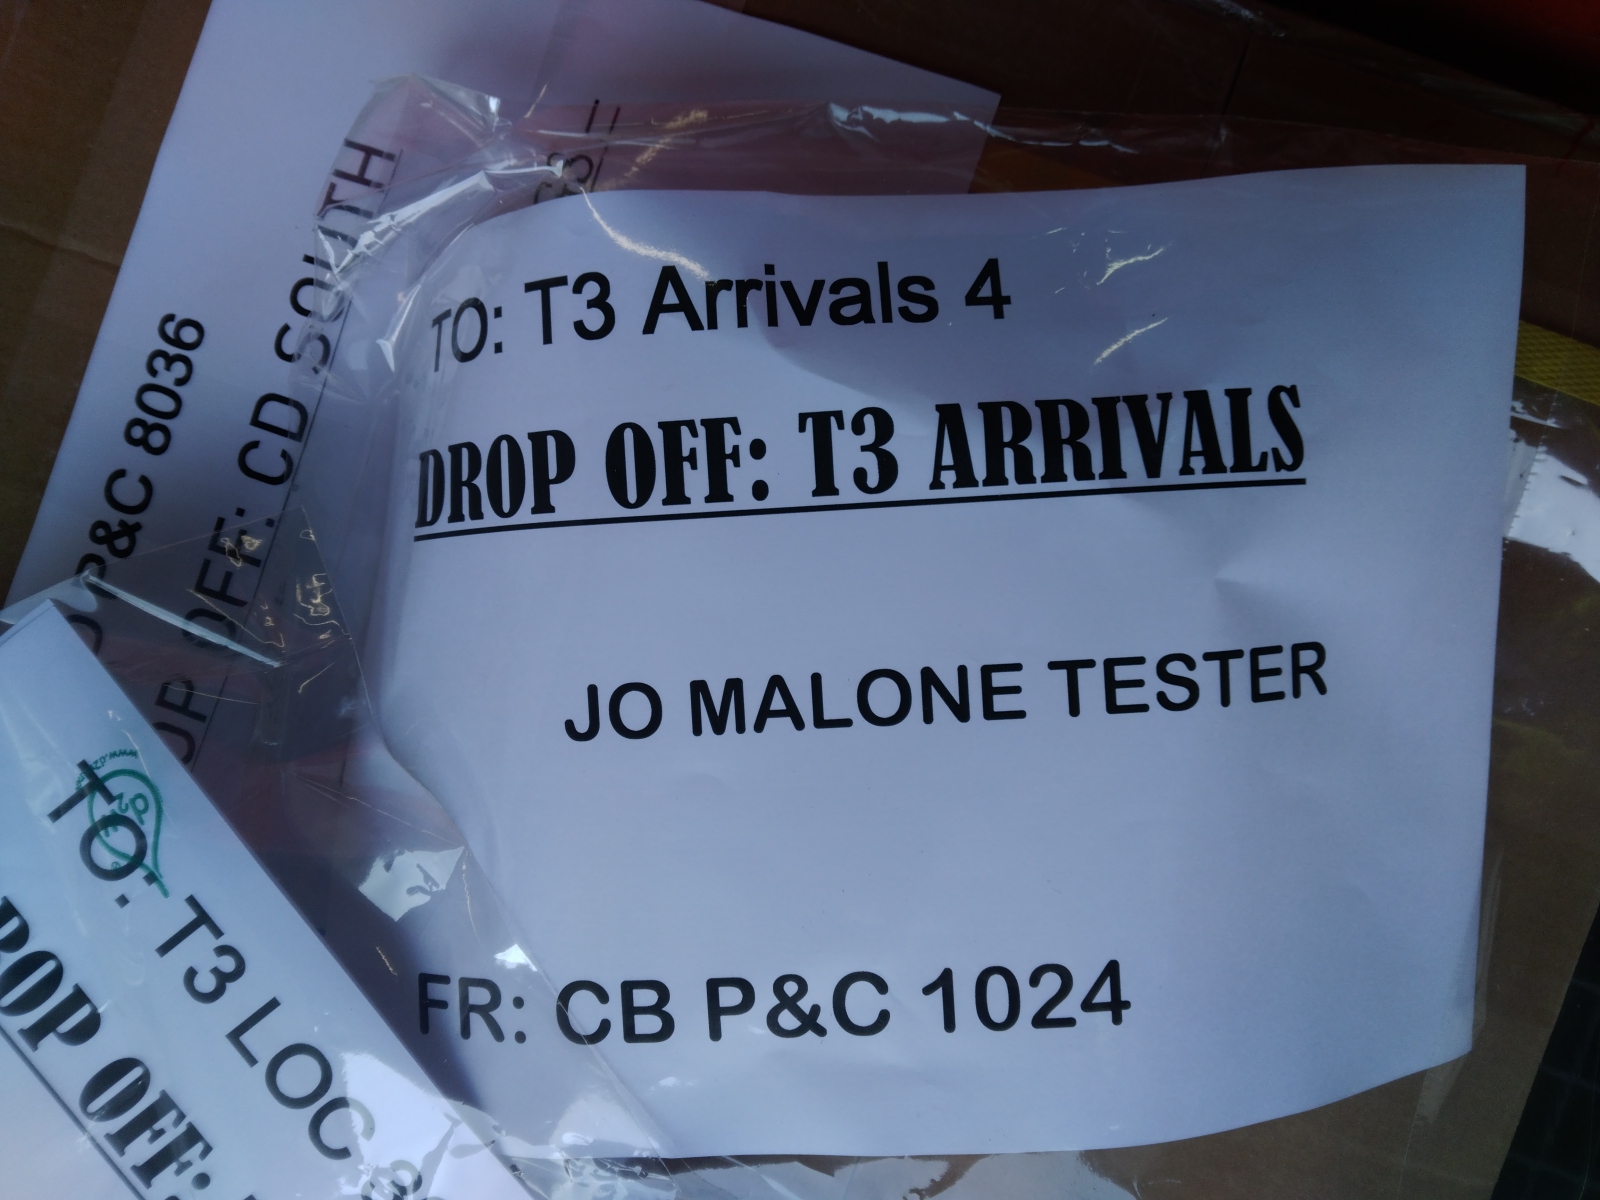 TO: T3 Arrivals 4
DROP OFF: T3 ARRIVALS
JO MALONE TESTER
FR: CB P&C 1024
P&C 8036
OP OFF: CD SOUTH
TO: T3 LOC
ROP OFF: